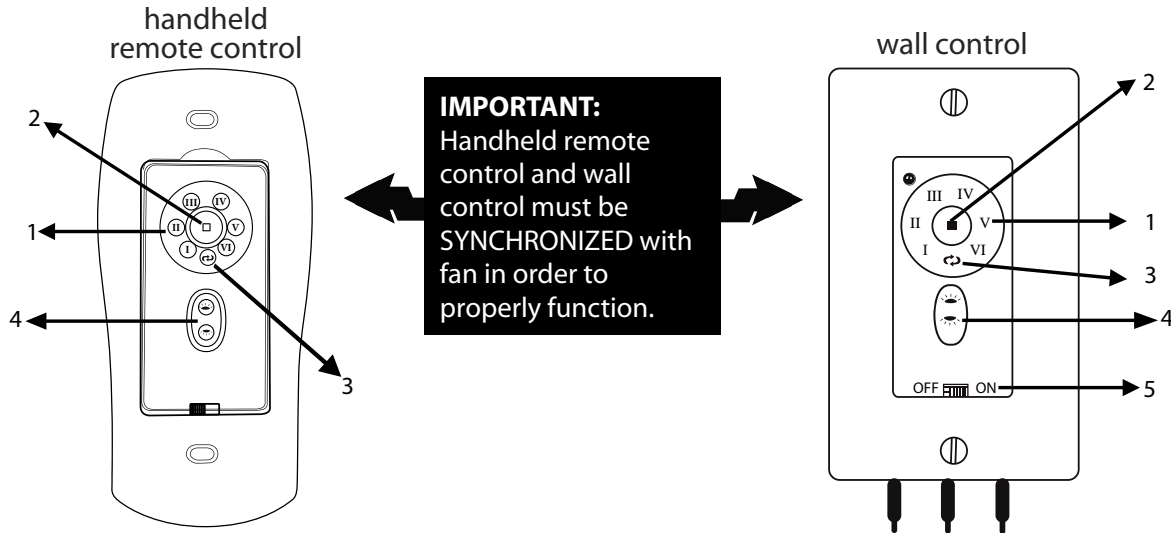 handheld
remote control
2
III IV
II V
I VI
1
4
3
IMPORTANT:
Handheld remote
control and wall
control must be
SYNCHRONIZED with
fan in order to
properly function.
wall control
2
III IV
II V
I VI
1
3
4
OFF ON
5